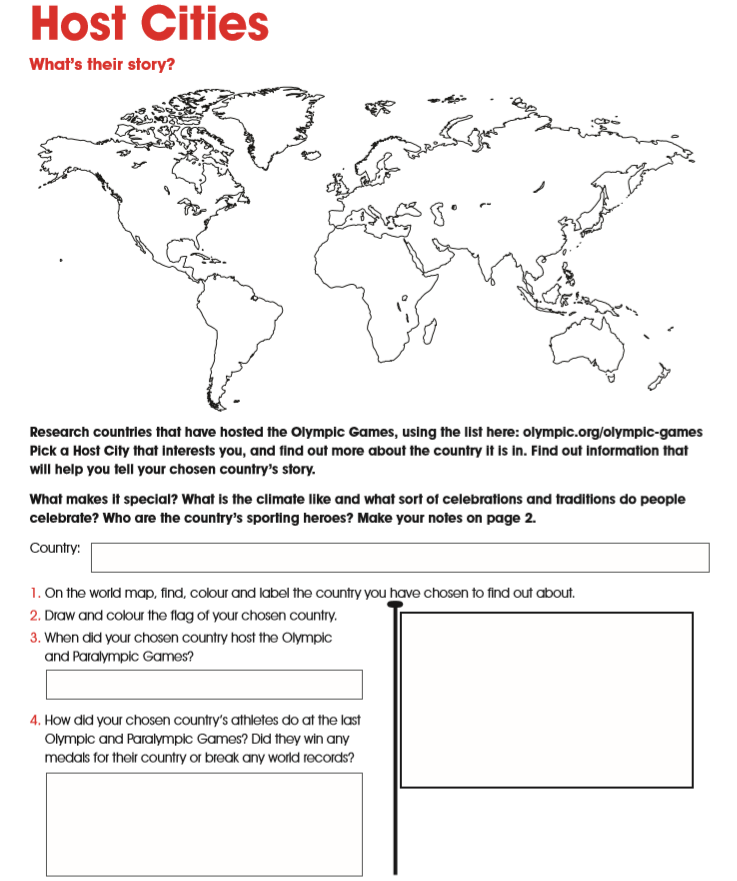 Host Cities
What's their story?
Research countries that have hosted the Olympic Games, using the list here: olympic.org/olympic-games
Pick a Host City that interests you, and find out more about the country it is in. Find out information that
will help you tell your chosen country's story.
What makes it special? What is the climate like and what sort of celebrations and traditions do people
celebrate? Who are the country's sporting heroes? Make your notes on page 2.
Country:
1. On the world map, find, colour and label the country you have chosen to find out about.
2. Draw and colour the flag of your chosen country.
3. When did your chosen country host the Olympic
and Paralympic Games?
4. How did your chosen country's athletes do at the last
Olympic and Paralympic Games? Did they win any
medals for their country or break any world records?